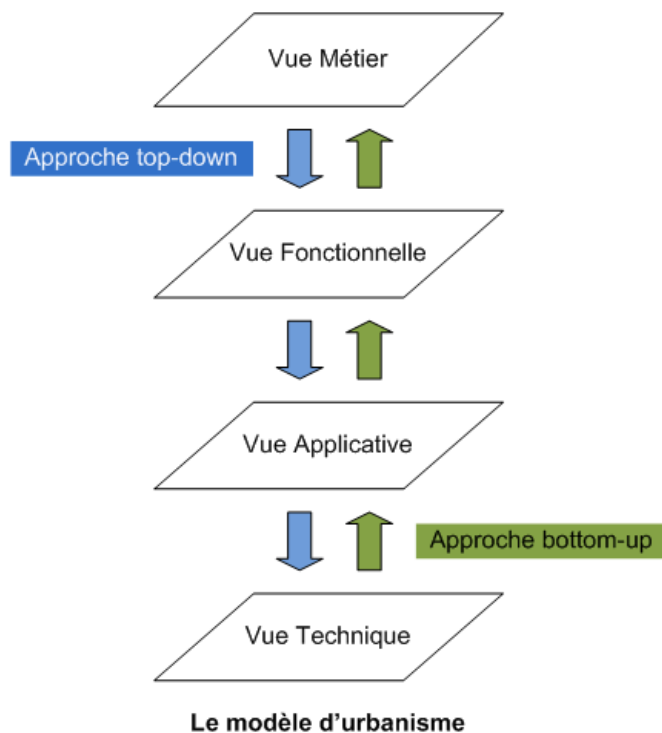 Vue Métier
Approche top-down
Vue Fonctionnelle
Vue Applicative
Approche bottom-up
Vue Technique
Le modèle d'urbanisme